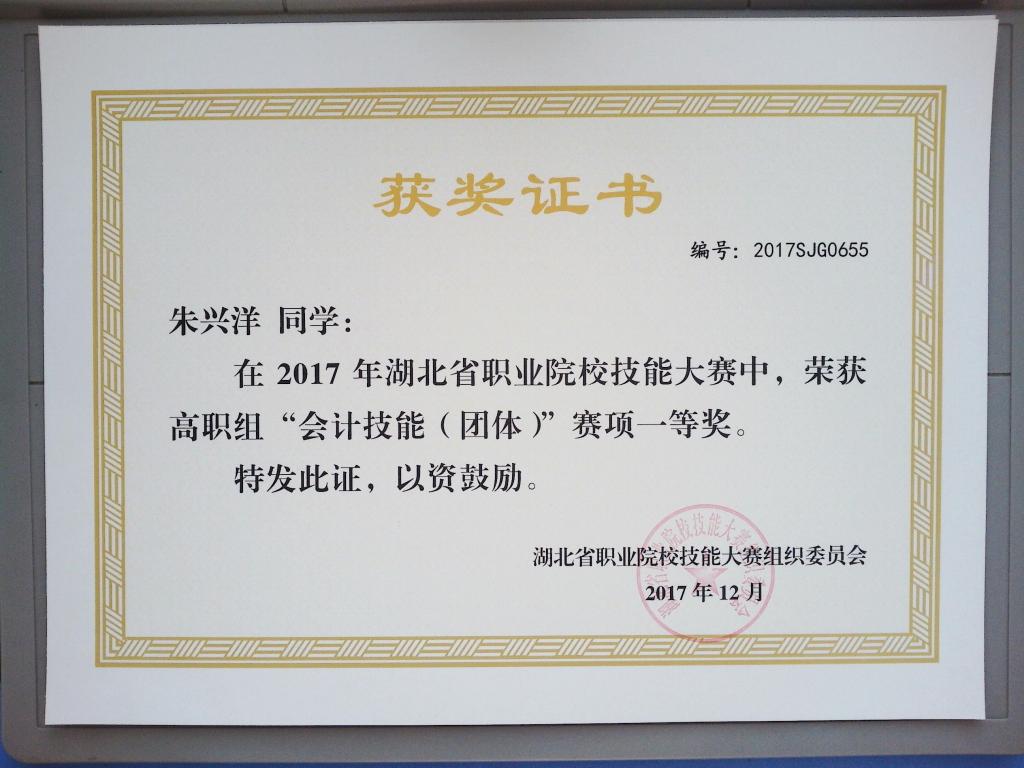 获奖证书
编号: 2017SJG0655
朱兴洋 同学:
在 2017 年湖北省职业院校技能大赛中，荣获
高职组“会计技能（团体）”赛项一等奖。
特发此证，以资鼓励。
湖北省职业院校技能大赛组织委员会
2017 年 12 月